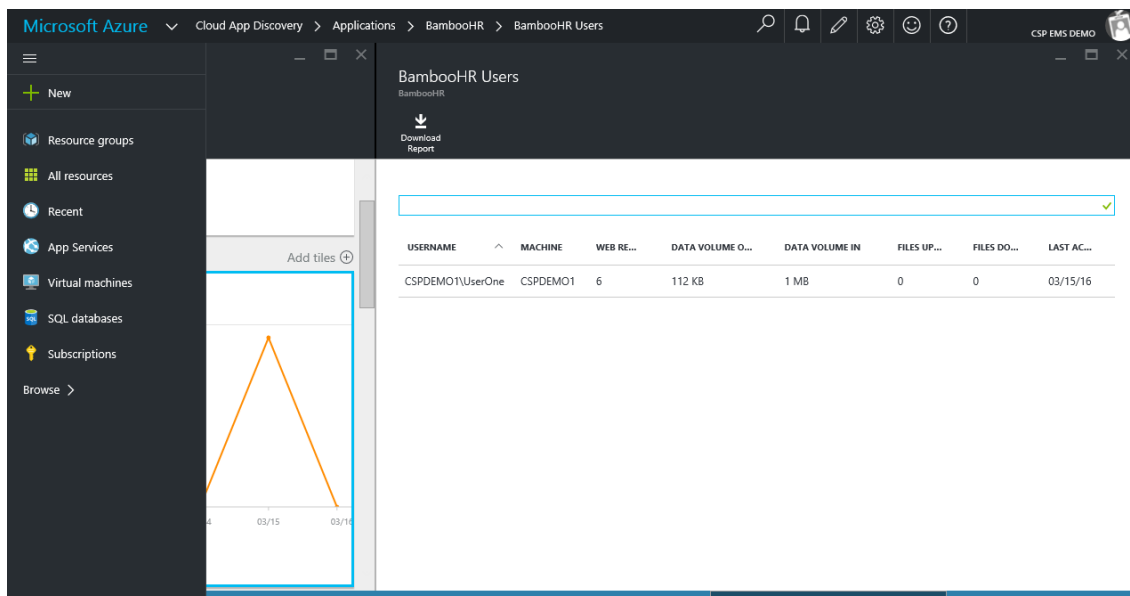 Microsoft Azure Cloud App Discovery > Applications > BambooHR > BambooHR Users
CSP EMS DEMO
New
Resource groups
All resources
Recent
App Services
Virtual machines
SQL databases
Subscriptions
Browse >
Add tiles
4 03/15 03/16
BambooHR Users
BambooHR
Download
Report
USERNAME MACHINE WEB RE... DATA VOLUME O... DATA VOLUME IN FILES UP... FILES DO... LAST AC...
CSPDEMO1\UserOne CSPDEMO1 6 112 KB 1 MB 0 0 03/15/16